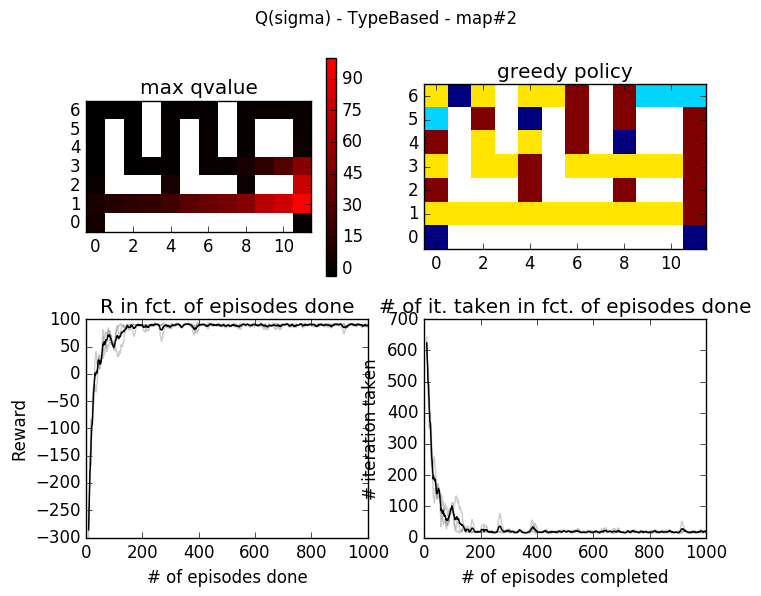 Q(sigma) - TypeBased - map#2
max qvalue
6
5
4
3
2
1
0
0 2 4 6 8 10
90
75
60
45
30
15
0
greedy policy
6
5
4
3
2
1
0
0 2 4 6 8 10
R in fct. of episodes done
100
50
0
−50
−100
−150
−200
−250
−300
Reward
0 200 400 600 800 1000
# of episodes done
# of it. taken in fct. of episodes done
700
600
500
400
300
200
100
0
# iteration taken
0 200 400 600 800 1000
# of episodes completed